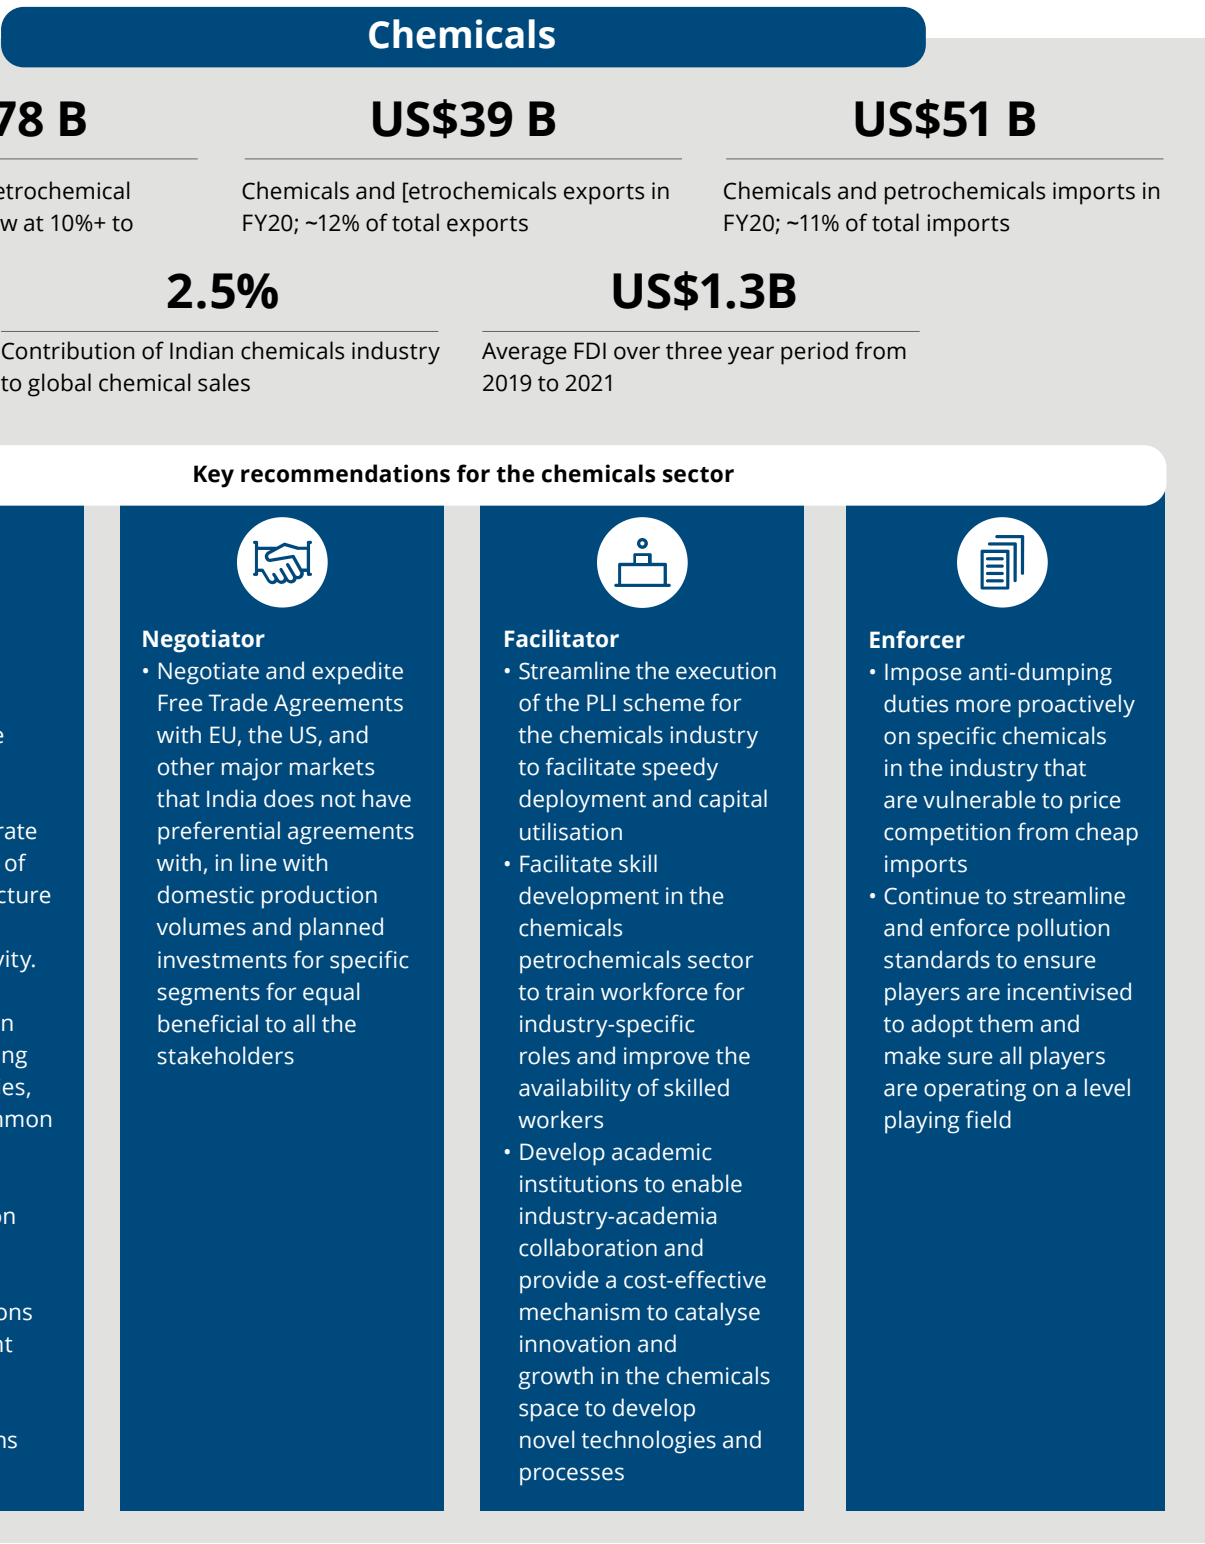 Chemicals
78 B
US$39 B
US$51 B
etrochemical
w at 10%+ to
Chemicals and [etrochemicals exports in
FY20; ~12% of total exports
Chemicals and petrochemicals imports in
FY20; ~11% of total imports
2.5%
US$1.3B
Contribution of Indian chemicals industry
to global chemical sales
Average FDI over three year period from
2019 to 2021
Key recommendations for the chemicals sector
e
rate
of
cture
vity.
n
ng
es,
mmon
on
ons
nt
ns
Negotiator
• Negotiate and expedite
Free Trade Agreements
with EU, the US, and
other major markets
that India does not have
preferential agreements
with, in line with
domestic production
volumes and planned
investments for specific
segments for equal
beneficial to all the
stakeholders
Facilitator
• Streamline the execution
of the PLI scheme for
the chemicals industry
to facilitate speedy
deployment and capital
utilisation
• Facilitate skill
development in the
chemicals
petrochemicals sector
to train workforce for
industry-specific
roles and improve the
availability of skilled
workers
• Develop academic
institutions to enable
industry-academia
collaboration and
provide a cost-effective
mechanism to catalyse
innovation and
growth in the chemicals
space to develop
novel technologies and
processes
Enforcer
• Impose anti-dumping
duties more proactively
on specific chemicals
in the industry that
are vulnerable to price
competition from cheap
imports
• Continue to streamline
and enforce pollution
standards to ensure
players are incentivised
to adopt them and
make sure all players
are operating on a level
playing field